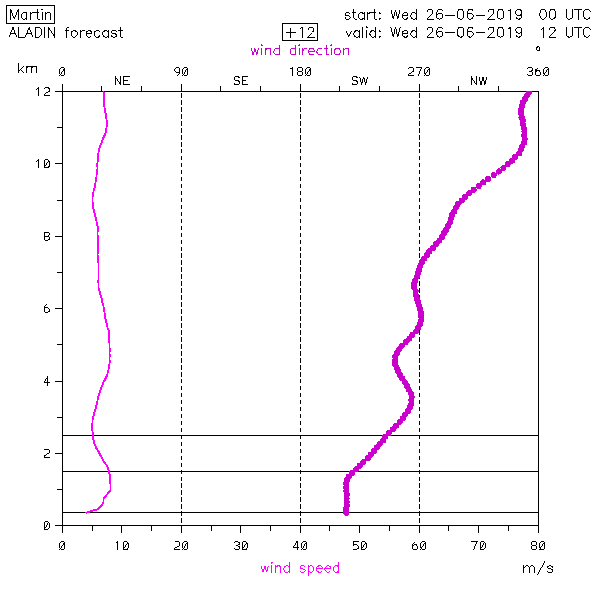 Martin start: Wed 26-06-2019 00 UTC
ALADIN forecast +12 valid: Wed 26-06-2019 12 UTC
wind direction °
km 0 90 180 270 360
NE SE SW NW
12
10
8
6
4
2
0
0 10 20 30 40 50 60 70 80
wind speed m/s